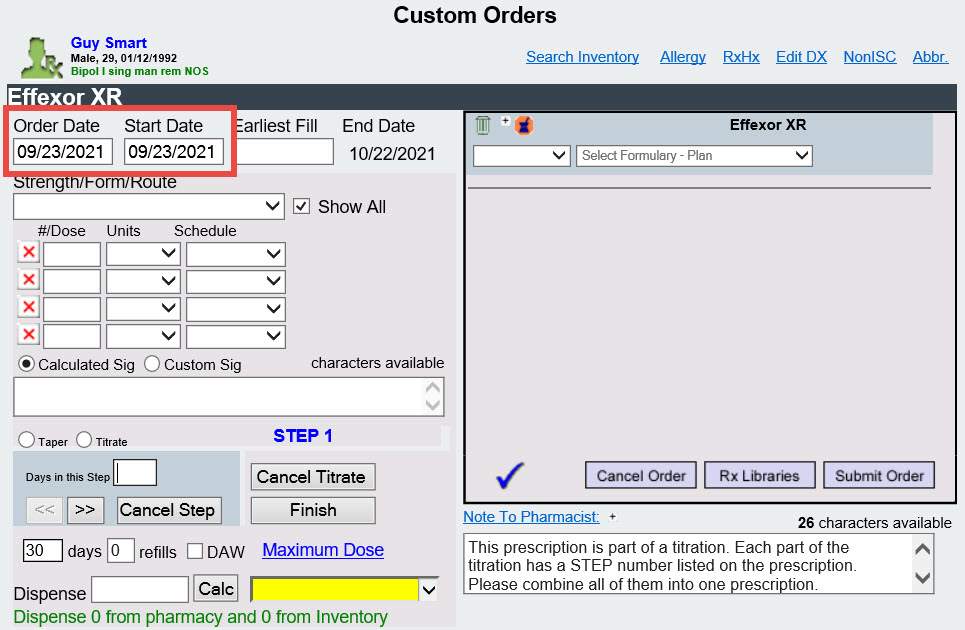 Custom Orders
Guy Smart
Male, 29, 01/12/1992
Bipol I sing man rem NOS
Search Inventory Allergy RxHx Edit DX NonISC Abbr.
Effexor XR
Order Date Start Date Earliest Fill End Date
09/23/2021 09/23/2021 10/22/2021
Strength/Form/Route
Show All
#/Dose Units Schedule
Calculated Sig Custom Sig characters available
Taper Titrate STEP 1
Days in this Step
Cancel Titrate
<< >> Cancel Step
Finish
30 days 0 refills DAW Maximum Dose
Dispense Calc
Dispense 0 from pharmacy and 0 from Inventory
+ Effexor XR
Select Formulary - Plan
Cancel Order Rx Libraries Submit Order
Note To Pharmacist: + 26 characters available
This prescription is part of a titration. Each part of the
titration has a STEP number listed on the prescription.
Please combine all of them into one prescription.